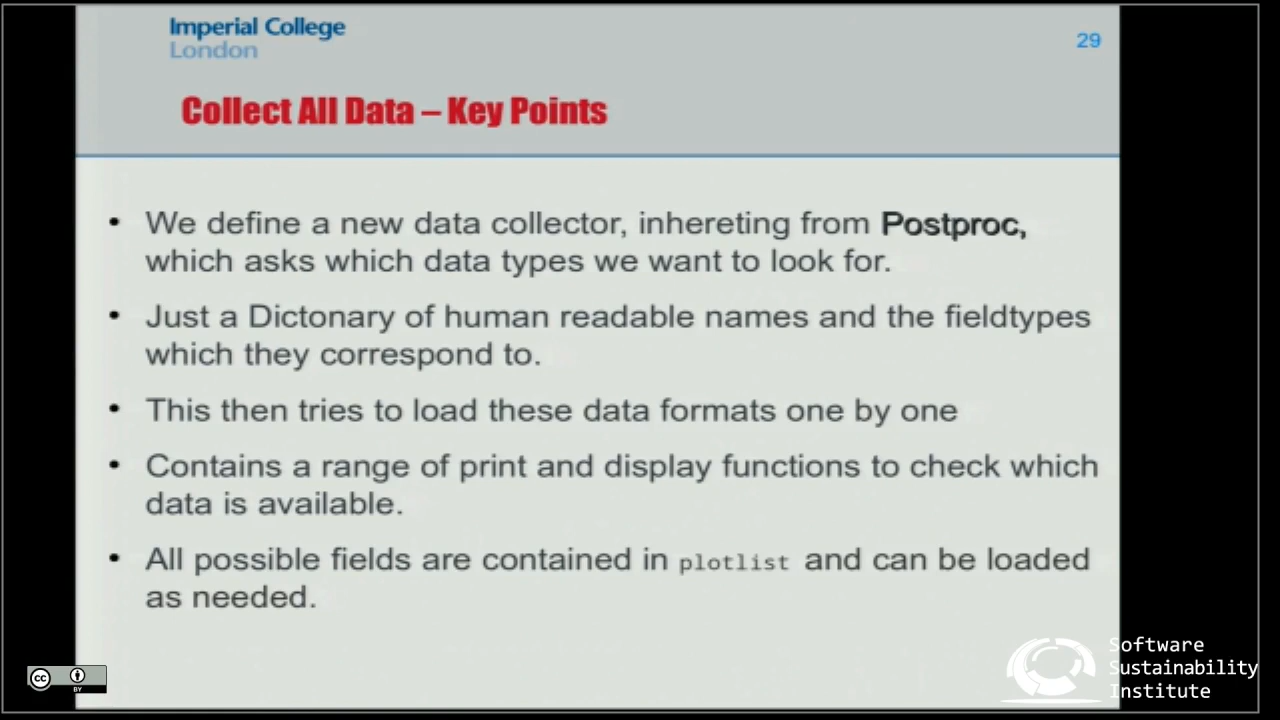 Imperial College
London
29
Collect All Data – Key Points
• We define a new data collector, inhereting from Postproc,
which asks which data types we want to look for.
• Just a Dictonary of human readable names and the fieldtypes
which they correspond to.
• This then tries to load these data formats one by one
• Contains a range of print and display functions to check which
data is available.
• All possible fields are contained in plotlist and can be loaded
as needed.
cc BY
Software
Sustainability
Institute